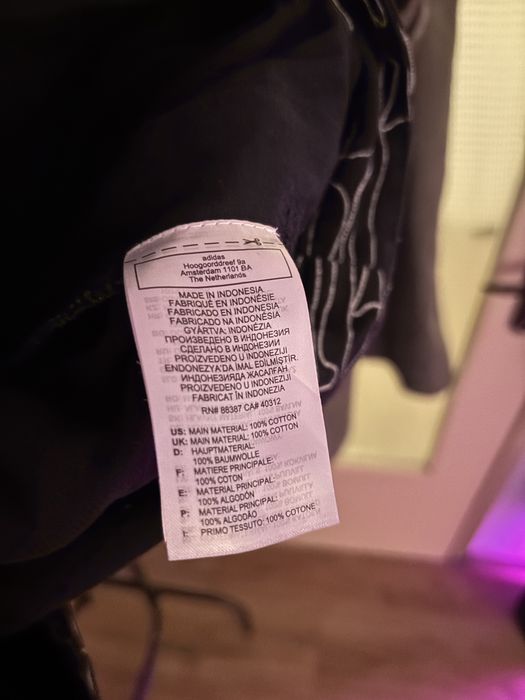 adidas
Hoogoorddreef 9a
Amsterdam 1101 BA
The Netherlands
MADE IN INDONESIA
FABRIQUÉ EN INDONÉSIE
FABRICADO EN INDONESIA
FABRICADO NA INDONÉSIA
GYÁRTVA: INDONÉZIA
ПРОИЗВЕДЕНО В ИНДОНЕЗИЯ
СДЕЛАНО В ИНДОНЕЗИИ
PROIZVEDENO U INDONEZIJI
ENDONEZYA'DA IMAL EDİLMİŞTİR.
ИНДОНЕЗИЯДА ЖАСАЛҒАН
PROIZVEDENO U INDONEZIJI
FABRICAT ÎN INDONEZIA
RN# 88387 CA# 40312
US: MAIN MATERIAL: 100% COTTON
UK: MAIN MATERIAL: 100% COTTON
D: HAUPTMATERIAL:
100% BAUMWOLLE
F: MATIERE PRINCIPALE:
100% COTON
E: MATERIAL PRINCIPAL:
100% ALGODÓN
P: MATERIAL PRINCIPAL:
100% ALGODÃO
I: PRIMO TESSUTO: 100% COTONE